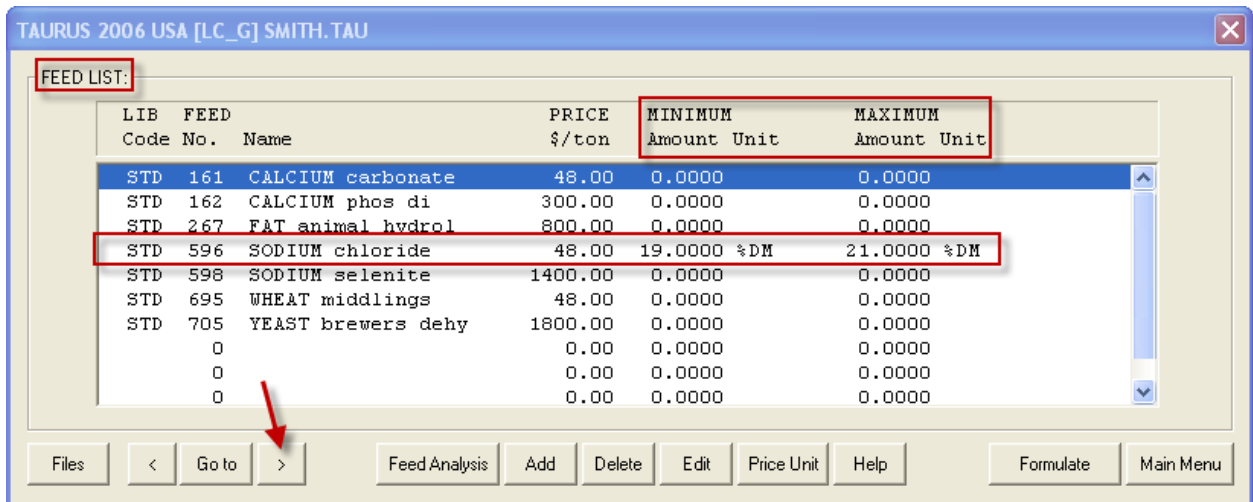 TAURUS 2006 USA [LC_G] SMITH.TAU
FEED LIST:
LIB FEED PRICE MINIMUM MAXIMUM
Code No. Name $/ton Amount Unit Amount Unit
STD 161 CALCIUM carbonate 48.00 0.0000 0.0000
STD 162 CALCIUM phos di 300.00 0.0000 0.0000
STD 267 FAT animal hydrol 800.00 0.0000 0.0000
STD 596 SODIUM chloride 48.00 19.0000 %DM 21.0000 %DM
STD 598 SODIUM selenite 1400.00 0.0000 0.0000
STD 695 WHEAT middlings 48.00 0.0000 0.0000
STD 705 YEAST brewers dehy 1800.00 0.0000 0.0000
0 0.00 0.0000 0.0000
0 0.00 0.0000 0.0000
0 0.00 0.0000 0.0000
Files < Go to > Feed Analysis Add Delete Edit Price Unit Help Formulate Main Menu